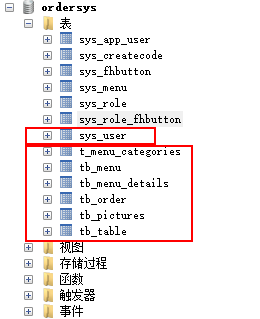 ordersys
表
sys_app_user
sys_createcode
sys_fhbutton
sys_menu
sys_role
sys_role_fhbutton
sys_user
t_menu_categories
tb_menu
tb_menu_details
tb_order
tb_pictures
tb_table
视图
存储过程
函数
触发器
事件